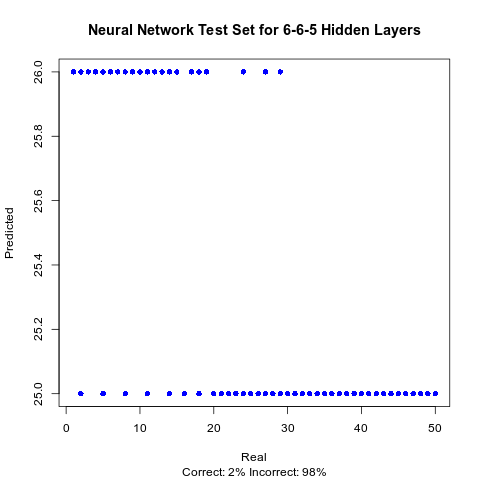 Neural Network Test Set for 6-6-5 Hidden Layers
26.0
25.8
25.6
25.4
25.2
25.0
Predicted
0 10 20 30 40 50
Real
Correct: 2% Incorrect: 98%